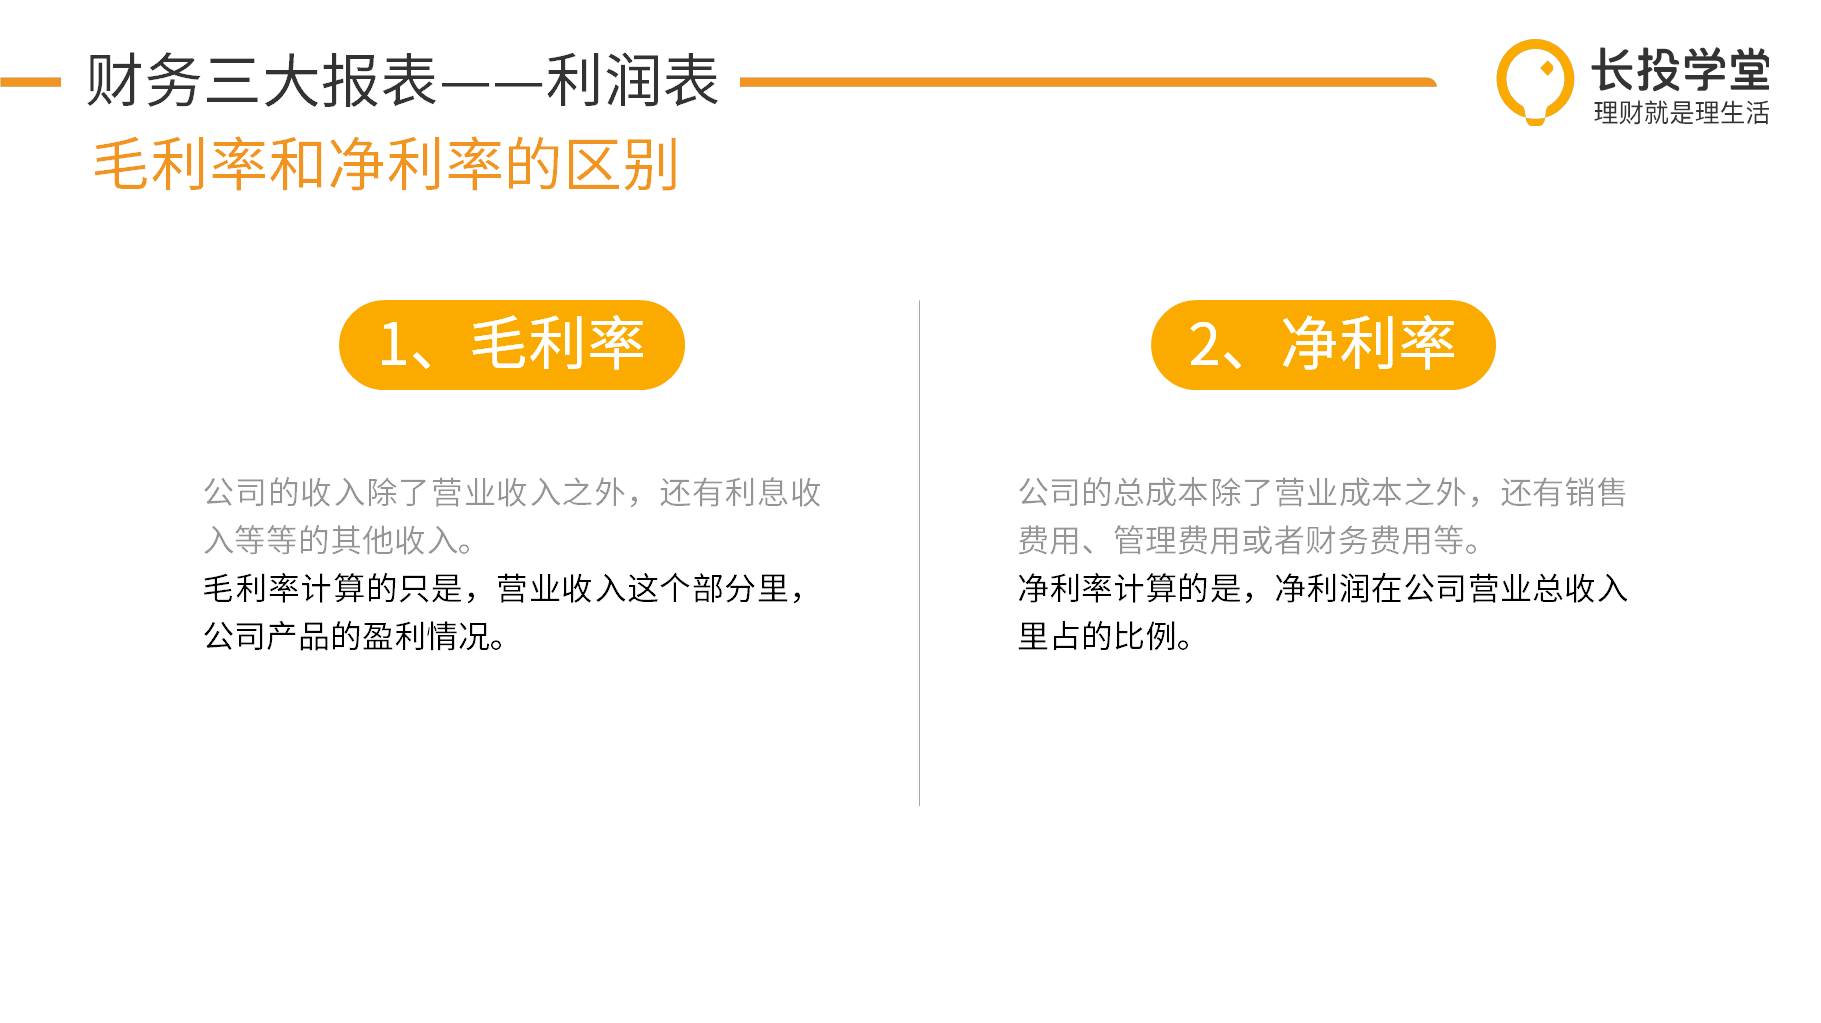 财务三大报表——利润表
长投学堂
理财就是理生活
毛利率和净利率的区别
1、毛利率
公司的收入除了营业收入之外，还有利息收
入等等的其他收入。
毛利率计算的只是，营业收入这个部分里，
公司产品的盈利情况。
2、净利率
公司的总成本除了营业成本之外，还有销售
费用、管理费用或者财务费用等。
净利率计算的是，净利润在公司营业总收入
里占的比例。